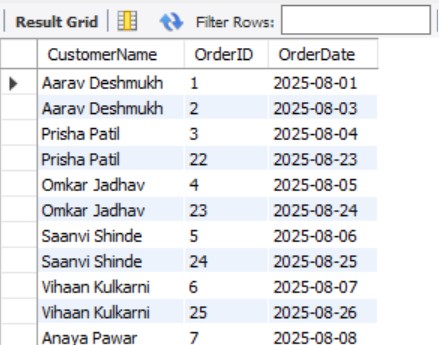 Result Grid Filter Rows:
CustomerName OrderID OrderDate
Aarav Deshmukh 1 2025-08-01
Aarav Deshmukh 2 2025-08-03
Prisha Patil 3 2025-08-04
Prisha Patil 22 2025-08-23
Omkar Jadhav 4 2025-08-05
Omkar Jadhav 23 2025-08-24
Saanvi Shinde 5 2025-08-06
Saanvi Shinde 24 2025-08-25
Vihaan Kulkarni 6 2025-08-07
Vihaan Kulkarni 25 2025-08-26
Anaya Pawar 7 2025-08-08